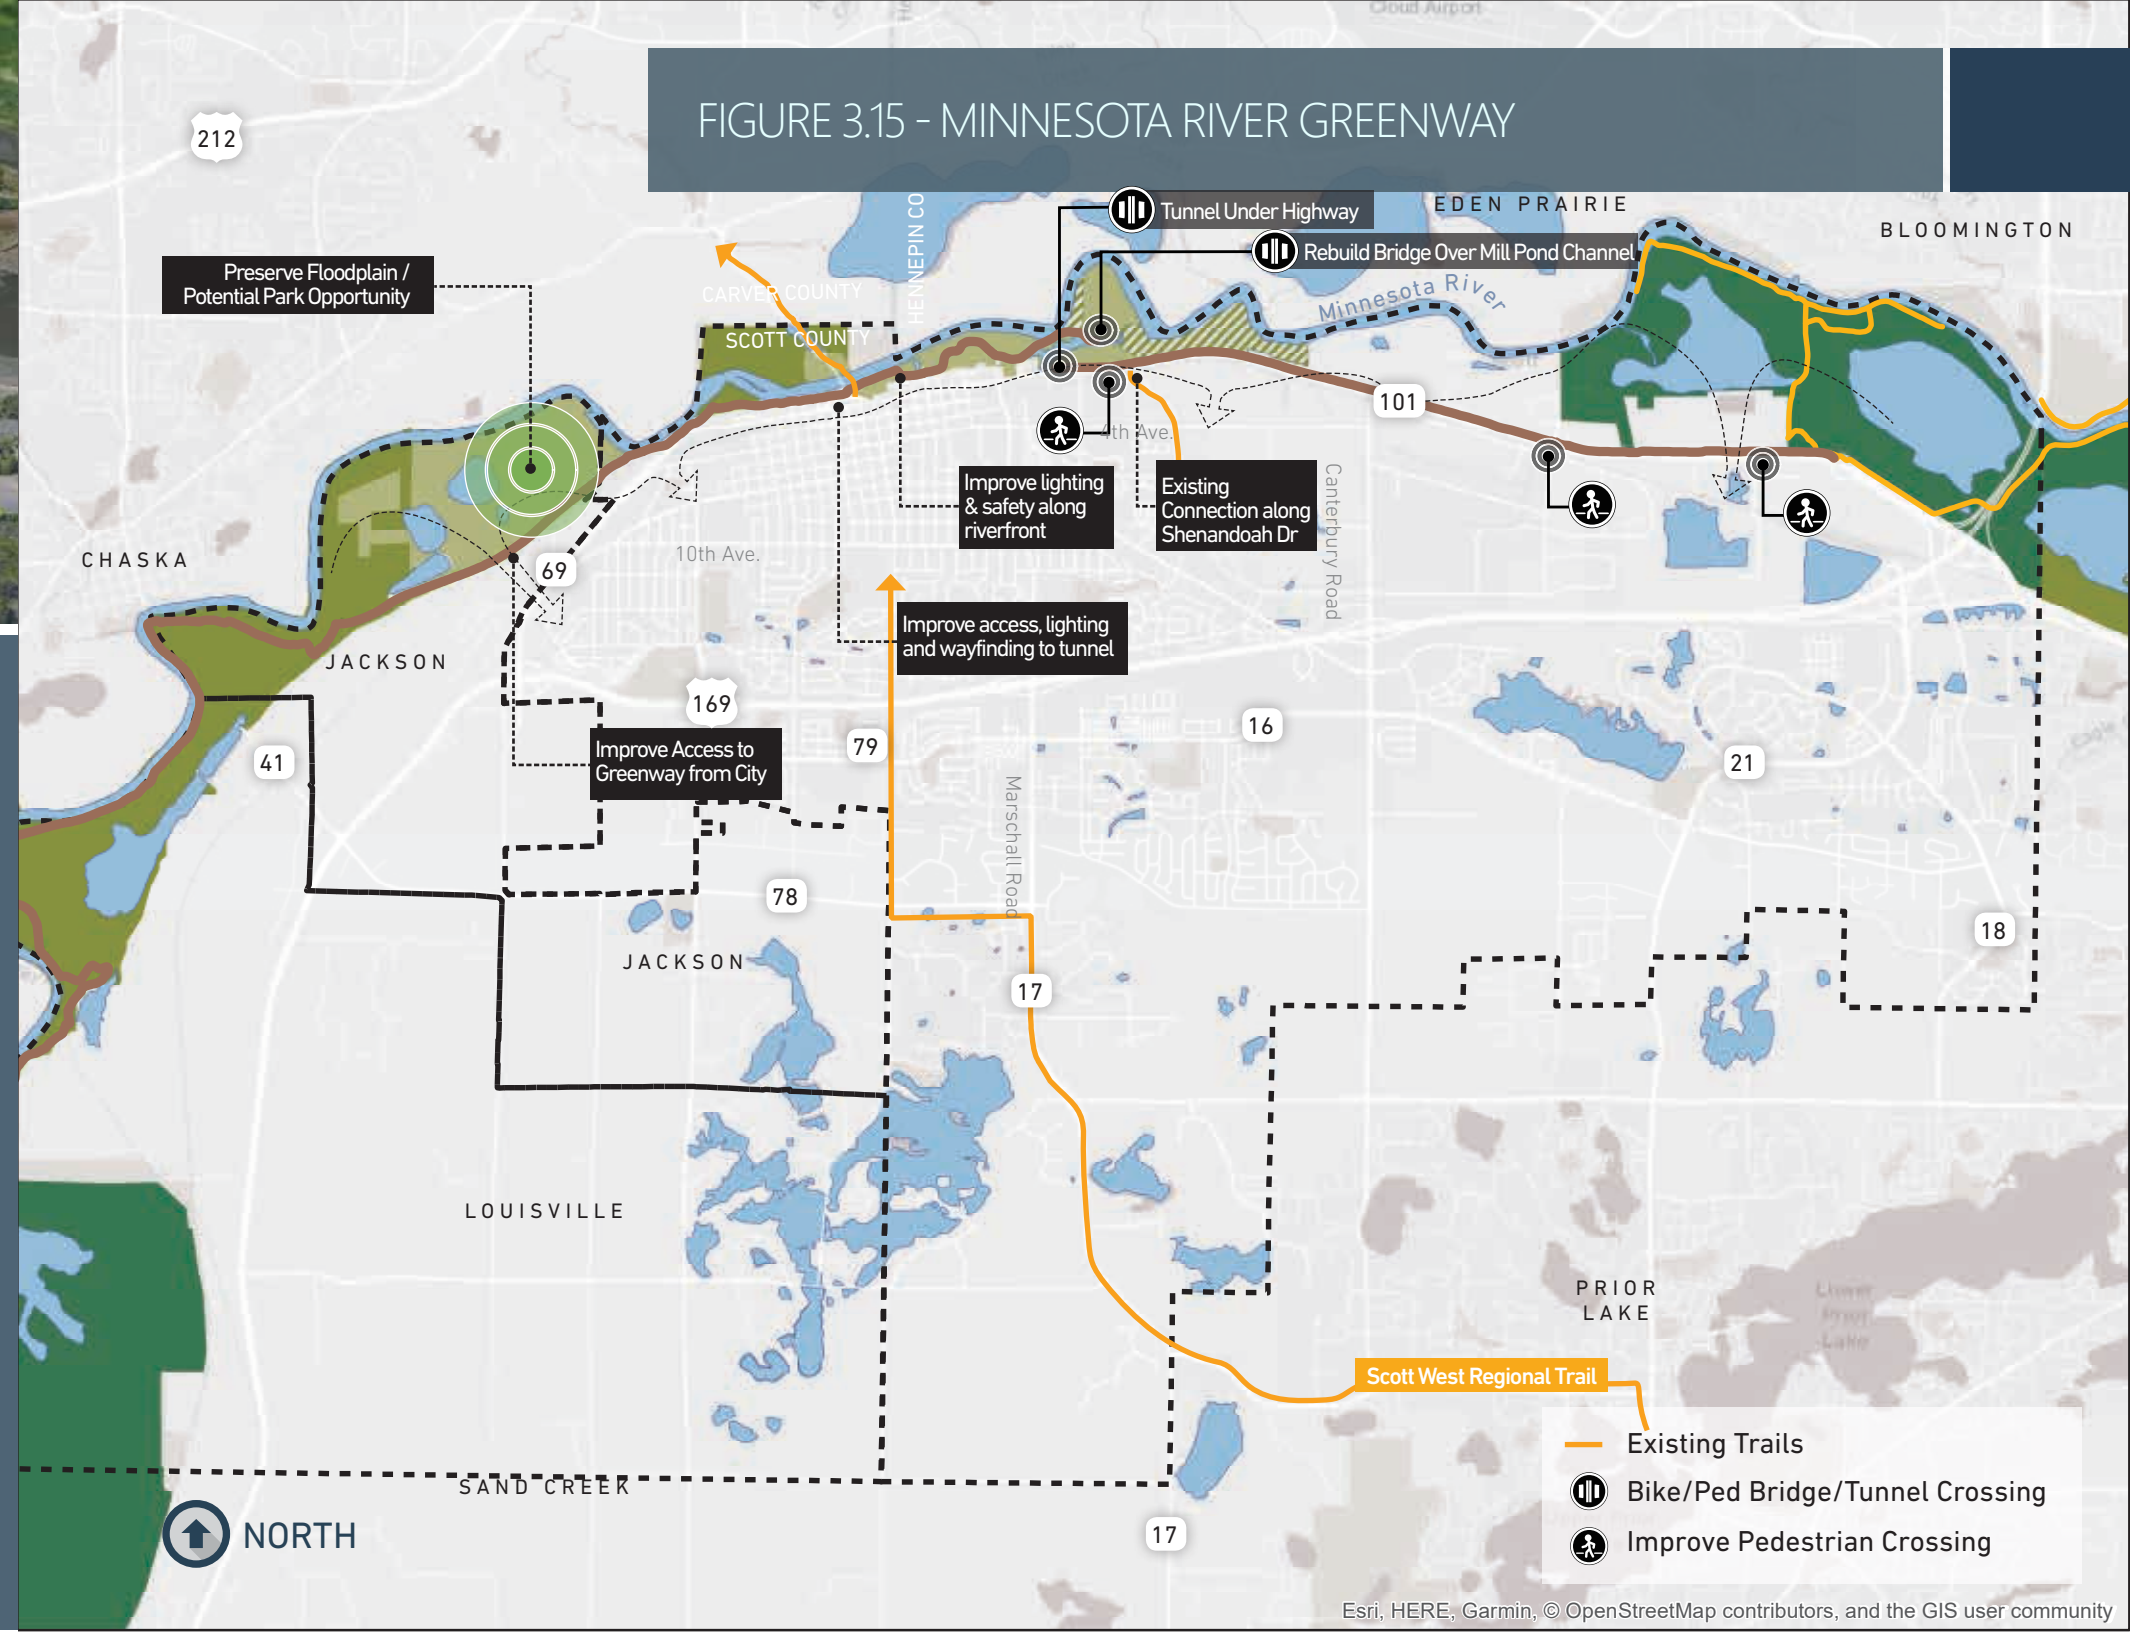 Cloud Airport
FIGURE 3.15 - MINNESOTA RIVER GREENWAY
212
EDEN PRAIRIE
BLOOMINGTON
Tunnel Under Highway
Rebuild Bridge Over Mill Pond Channel
Preserve Floodplain /
Potential Park Opportunity
HENNEPIN CO
CARVER COUNTY
SCOTT COUNTY
Minnesota River
101
4th Ave.
Improve lighting
& safety along
riverfront
Existing
Connection along
Shenandoah Dr
Canterbury Road
CHASKA
10th Ave.
69
Improve access, lighting
and wayfinding to tunnel
JACKSON
169
79
16
41
21
Improve Access to
Greenway from City
Marschall Road
78
18
JACKSON
17
LOUISVILLE
PRIOR
LAKE
Lower
Prior
Lake
Scott West Regional Trail
Existing Trails
Bike/Ped Bridge/Tunnel Crossing
Improve Pedestrian Crossing
SAND CREEK
NORTH
17
Esri, HERE, Garmin, © OpenStreetMap contributors, and the GIS user community